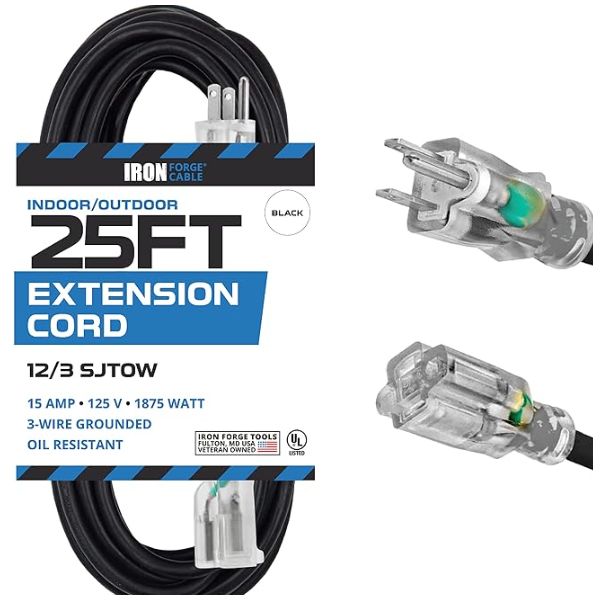 IRON FORGE® CABLE
INDOOR/OUTDOOR
BLACK
25FT
EXTENSION
CORD
12/3 SJTOW
15 AMP • 125 V • 1875 WATT
3-WIRE GROUNDED
OIL RESISTANT
IRON FORGE TOOLS
FULTON, MD USA
VETERAN OWNED
UL
LISTED